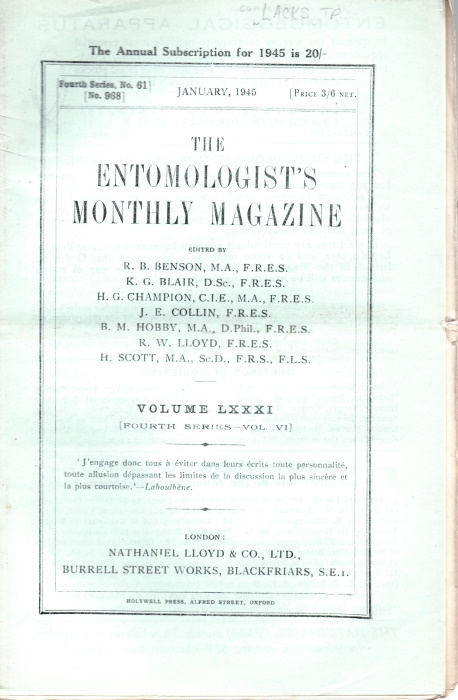 LACKS TP
The Annual Subscription for 1945 is 20/-
Fourth Series, No. 61]
[No. 968]
JANUARY, 1945
[PRICE 3/6 NET.
THE
ENTOMOLOGIST'S
MONTHLY MAGAZINE
EDITED BY
R. B. BENSON, M.A., F.R.E.S.
K. G. BLAIR, D.Sc., F.R.E.S.
H. G. CHAMPION, C.I.E., M.A., F.R.E.S.
J. E. COLLIN, F.R.E.S.
B. M. HOBBY, M.A., D.Phil., F.R.E.S.
R. W. LLOYD, F.R.E.S.
H. SCOTT, M.A., Sc.D., F.R.S., F.L.S.
VOLUME LXXXI
[FOURTH SERIES—VOL VI]
'J'engage donc tous à éviter dans leurs écrits toute personnalité,
toute allusion dépassant les limites de la discussion la plus sincère et
la plus courtoise.'—Laboulbène.
LONDON:
NATHANIEL LLOYD & CO., LTD.,
BURRELL STREET WORKS, BLACKFRIARS, S.E.1.
HOLYWELL PRESS, ALFRED STREET, OXFORD